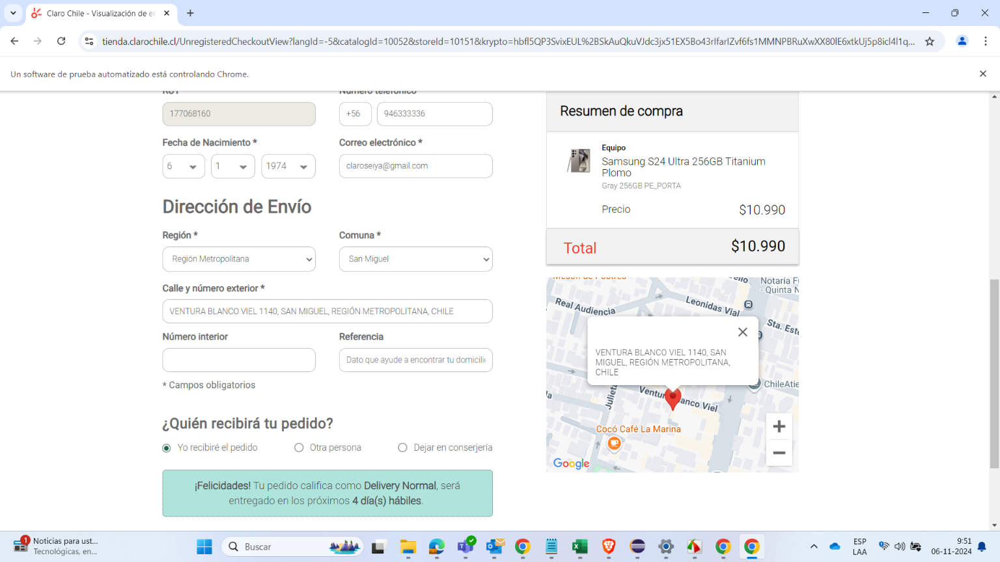 Claro Chile - Visualización de en
tienda.clarochile.cl/UnregisteredCheckoutView?langId=-5&catalogId=10052&storeId=10151&krypto=hbfl5QP3SvixEUL%2BSkAuQkuVJdc3jx51EX5Bo43rIfarIZvf6fs1MMNPBRuXwXX80lE6xtkUj5p8icl4l1q...
Un software de prueba automatizado está controlando Chrome.
RUT
Número telefónico
177068160
+56
946333336
Fecha de Nacimiento *
Correo electrónico *
6
1
1974
claroseiya@gmail.com
Dirección de Envío
Región *
Comuna *
Región Metropolitana
San Miguel
Calle y número exterior *
VENTURA BLANCO VIEL 1140, SAN MIGUEL, REGIÓN METROPOLITANA, CHILE
Número interior
Referencia
Dato que ayude a encontrar tu domicilio
* Campos obligatorios
¿Quién recibirá tu pedido?
Yo recibiré el pedido
Otra persona
Dejar en conserjería
¡Felicidades! Tu pedido califica como Delivery Normal, será
entregado en los próximos 4 día(s) hábiles.
Resumen de compra
Equipo
Samsung S24 Ultra 256GB Titanium
Plomo
Gray 256GB PE_PORTA
Precio
$10.990
Total
$10.990
Mesón de Postres
Notaría F
- Quinta N
Real Audiencia
Leonidas Vial
Sta. Este
VENTURA BLANCO VIEL 1140, SAN
MIGUEL, REGIÓN METROPOLITANA,
CHILE
ChileAtie
Julieta
Ventura Blanco Viel
Cocó Café La Marina
Google
1
Noticias para ust...
Tecnológicas, en...
Buscar
ESP
LAA
9:51
06-11-2024